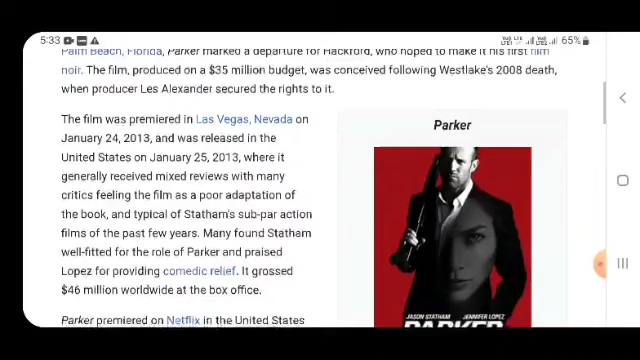 5:33
65%
Palm Beach, Florida, Parker marked a departure for Hackford, who hoped to make it his first film
noir. The film, produced on a $35 million budget, was conceived following Westlake's 2008 death,
when producer Les Alexander secured the rights to it.
The film was premiered in Las Vegas, Nevada on
January 24, 2013, and was released in the
United States on January 25, 2013, where it
generally received mixed reviews with many
critics feeling the film as a poor adaptation of
the book, and typical of Statham's sub-par action
films of the past few years. Many found Statham
well-fitted for the role of Parker and praised
Lopez for providing comedic relief. It grossed
$46 million worldwide at the box office.
Parker premiered on Netflix in the United States
Parker
JASON STATHAM JENNIFER LOPEZ
PARKER